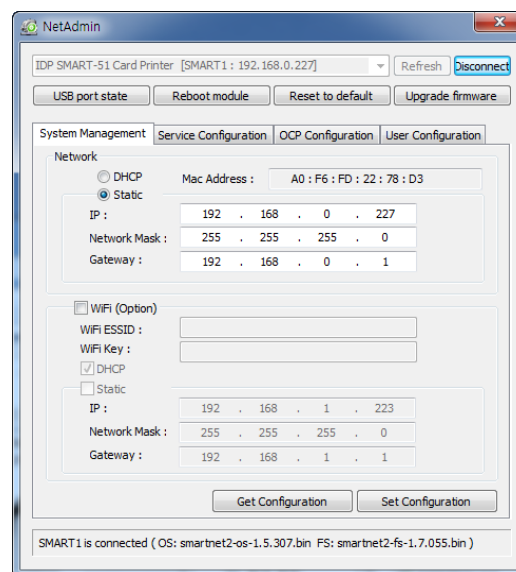 NetAdmin
IDP SMART-51 Card Printer [SMART1 : 192.168.0.227] Refresh Disconnect
USB port state Reboot module Reset to default Upgrade firmware
System Management Service Configuration OCP Configuration User Configuration
Network
DHCP Mac Address : A0 : F6 : FD : 22 : 78 : D3
Static
IP : 192 . 168 . 0 . 227
Network Mask : 255 . 255 . 255 . 0
Gateway : 192 . 168 . 0 . 1
WiFi (Option)
WiFi ESSID :
WiFi Key :
DHCP
Static
IP : 192 . 168 . 1 . 223
Network Mask : 255 . 255 . 255 . 0
Gateway : 192 . 168 . 1 . 1
Get Configuration Set Configuration
SMART1 is connected ( OS: smartnet2-os-1.5.307.bin FS: smartnet2-fs-1.7.055.bin )